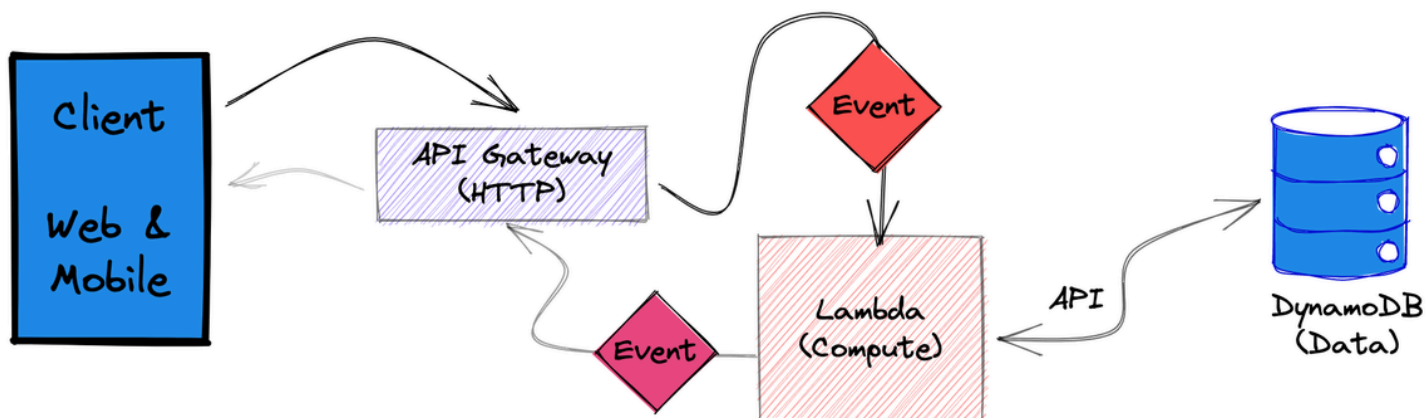 Client
Web &
Mobile
API Gateway
(HTTP)
Event
Event
Lambda
(Compute)
API
DynamoDB
(Data)